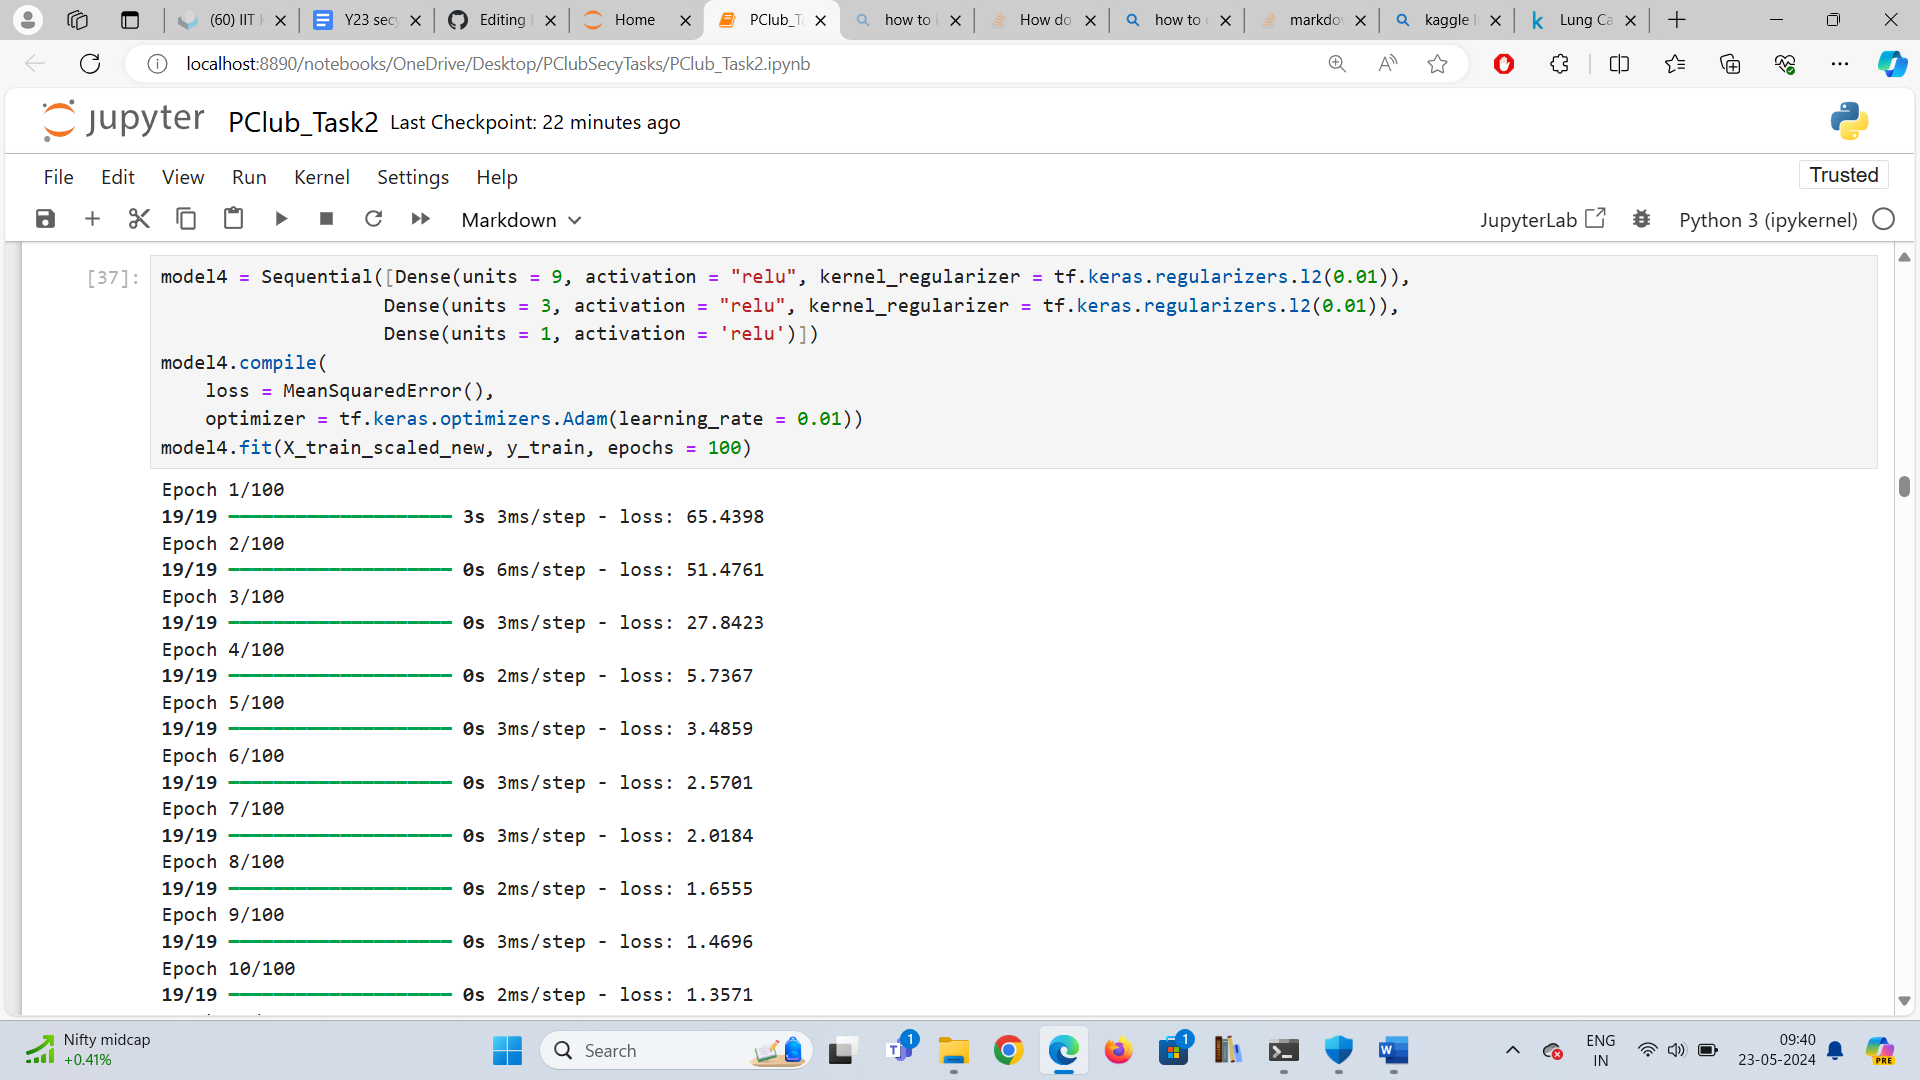 (60) IIT
Y23 secy
Editing
Home
PClub_T
how to i
How do
how to
markdo
kaggle
Lung Ca
localhost:8890/notebooks/OneDrive/Desktop/PClubSecyTasks/PClub_Task2.ipynb
jupyter PClub_Task2 Last Checkpoint: 22 minutes ago
File Edit View Run Kernel Settings Help
Trusted
Markdown
JupyterLab
Python 3 (ipykernel)
[37]: model4 = Sequential([Dense(units = 9, activation = "relu", kernel_regularizer = tf.keras.regularizers.l2(0.01)),
Dense(units = 3, activation = "relu", kernel_regularizer = tf.keras.regularizers.l2(0.01)),
Dense(units = 1, activation = 'relu')])
model4.compile(
loss = MeanSquaredError(),
optimizer = tf.keras.optimizers.Adam(learning_rate = 0.01))
model4.fit(X_train_scaled_new, y_train, epochs = 100)
Epoch 1/100
19/19 ━━━━━━━━━━━━━━━━━━━━ 3s 3ms/step - loss: 65.4398
Epoch 2/100
19/19 ━━━━━━━━━━━━━━━━━━━━ 0s 6ms/step - loss: 51.4761
Epoch 3/100
19/19 ━━━━━━━━━━━━━━━━━━━━ 0s 3ms/step - loss: 27.8423
Epoch 4/100
19/19 ━━━━━━━━━━━━━━━━━━━━ 0s 2ms/step - loss: 5.7367
Epoch 5/100
19/19 ━━━━━━━━━━━━━━━━━━━━ 0s 3ms/step - loss: 3.4859
Epoch 6/100
19/19 ━━━━━━━━━━━━━━━━━━━━ 0s 3ms/step - loss: 2.5701
Epoch 7/100
19/19 ━━━━━━━━━━━━━━━━━━━━ 0s 3ms/step - loss: 2.0184
Epoch 8/100
19/19 ━━━━━━━━━━━━━━━━━━━━ 0s 2ms/step - loss: 1.6555
Epoch 9/100
19/19 ━━━━━━━━━━━━━━━━━━━━ 0s 3ms/step - loss: 1.4696
Epoch 10/100
19/19 ━━━━━━━━━━━━━━━━━━━━ 0s 2ms/step - loss: 1.3571
Nifty midcap
+0.41%
Search
1
1
ENG
IN
09:40
23-05-2024
PRE